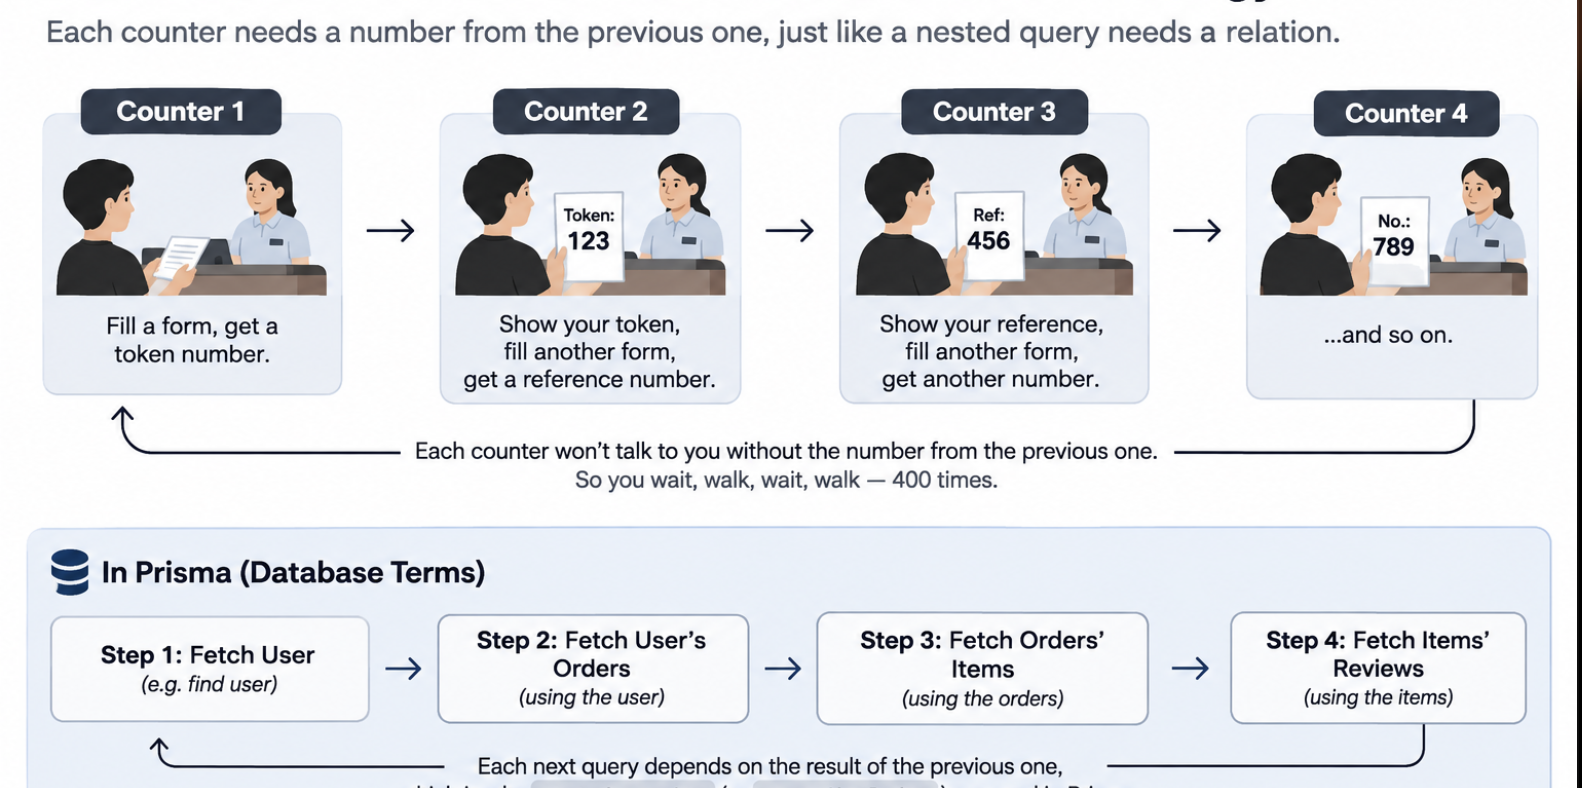 Each counter needs a number from the previous one, just like a nested query needs a relation.
Counter 1
Fill a form, get a
token number.
Counter 2
Token:
123
Show your token,
fill another form,
get a reference number.
Counter 3
Ref:
456
Show your reference,
fill another form,
get another number.
Counter 4
No.:
789
...and so on.
Each counter won’t talk to you without the number from the previous one.
So you wait, walk, wait, walk — 400 times.
In Prisma (Database Terms)
Step 1: Fetch User
(e.g. find user)
Step 2: Fetch User’s
Orders
(using the user)
Step 3: Fetch Orders’
Items
(using the orders)
Step 4: Fetch Items’
Reviews
(using the items)
Each next query depends on the result of the previous one,